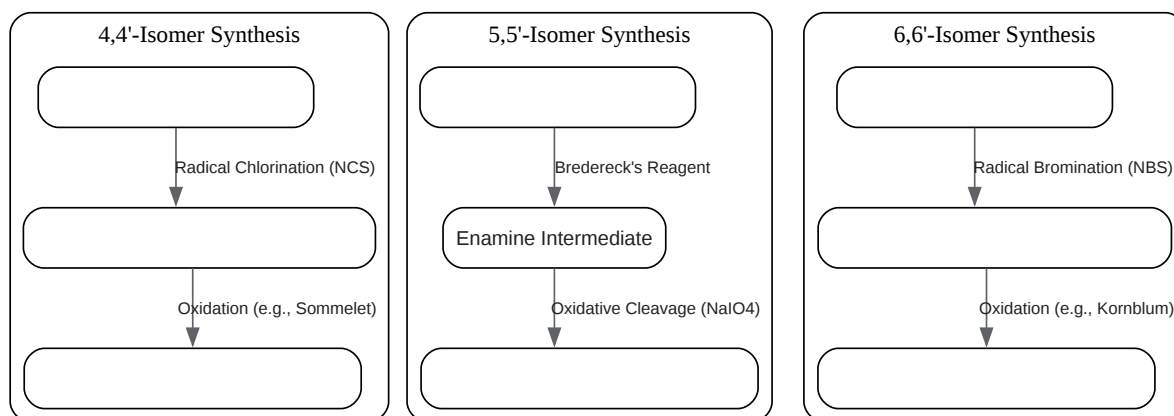 4,4'-Isomer Synthesis
Radical Chlorination (NCS)
Oxidation (e.g., Sommelet)
5,5'-Isomer Synthesis
Bredereck's Reagent
Enamine Intermediate
Oxidative Cleavage (NaIO4)
6,6'-Isomer Synthesis
Radical Bromination (NBS)
Oxidation (e.g., Kornblum)